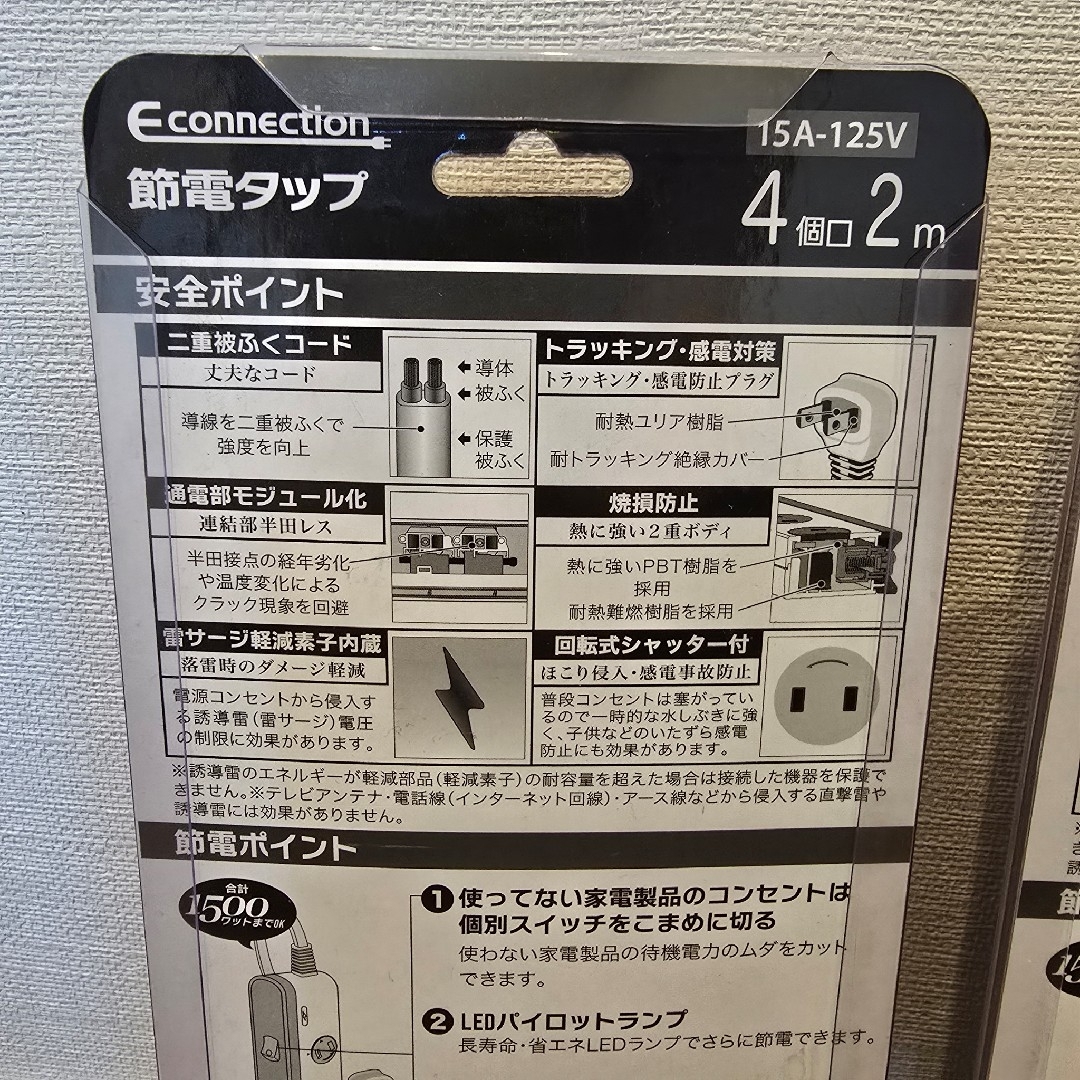 Econnection
15A-125V
節電タップ
4個口2m
安全ポイント
二重被ふくコード
丈夫なコード
導線を二重被ふくで
強度を向上
導体
被ふく
保護
被ふく
トラッキング・感電対策
トラッキング・感電防止プラグ
耐熱ユリア樹脂
耐トラッキング絶縁カバー
通電部モジュール化
連結部半田レス
半田接点の経年劣化
や温度変化による
クラック現象を回避
焼損防止
熱に強い2重ボディ
熱に強いPBT樹脂を
採用
耐熱難燃樹脂を採用
雷サージ軽減素子内蔵
落雷時のダメージ軽減
電源コンセントから侵入す
る誘導雷(雷サージ)電圧
の制限に効果があります。
回転式シャッター付
ほこり侵入・感電事故防止
普段コンセントは塞がってい
るので一時的な水しぶきに強
く、子供などのいたずら感電
防止にも効果があります。
※誘導雷のエネルギーが軽減部品(軽減素子)の耐容量を超えた場合は接続した機器を保護で
きません。※テレビアンテナ・電話線(インターネット回線)・アース線などから侵入する直撃雷や
誘導雷には効果がありません。
節電ポイント
合計
1500
ワットまでOK
1 使ってない家電製品のコンセントは
個別スイッチをこまめに切る
使わない家電製品の待機電力のムダをカット
できます。
2 LEDパイロットランプ
長寿命・省エネLEDランプでさらに節電できます。